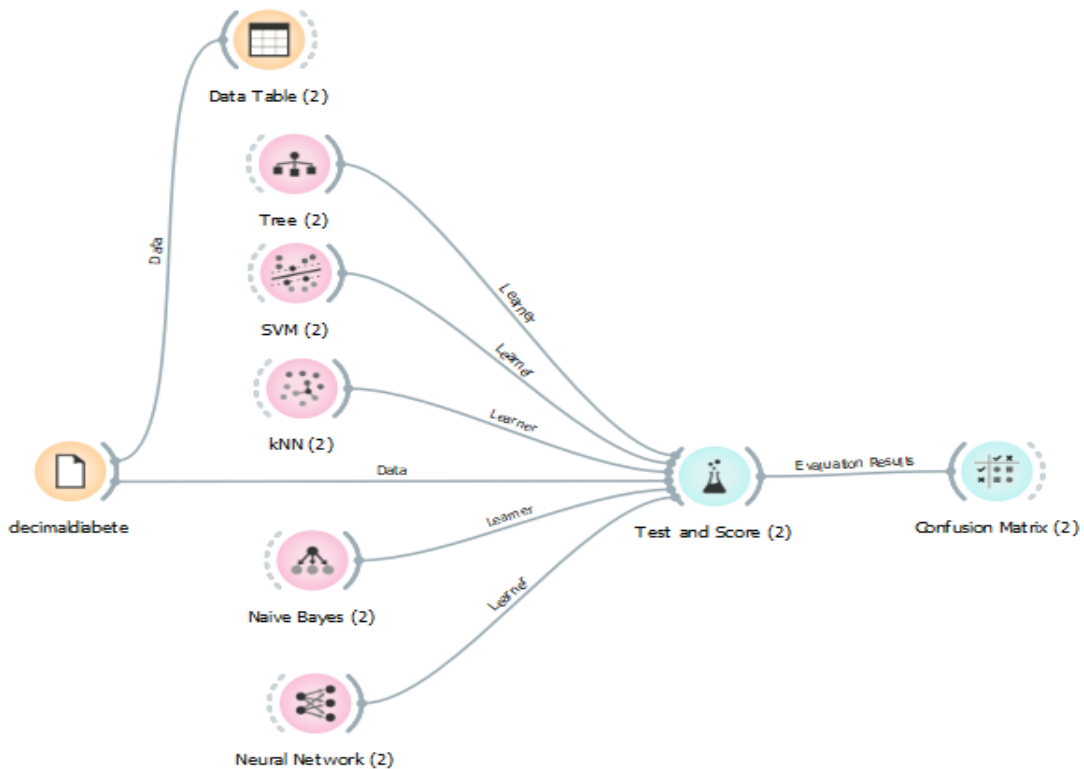 Data Table (2)
Data
Tree (2)
Learner
SVM (2)
Learner
kNN (2)
Learner
decimaldiabete
Data
Test and Score (2)
Evaluation Results
Confusion Matrix (2)
Learner
Naive Bayes (2)
Learner
Neural Network (2)